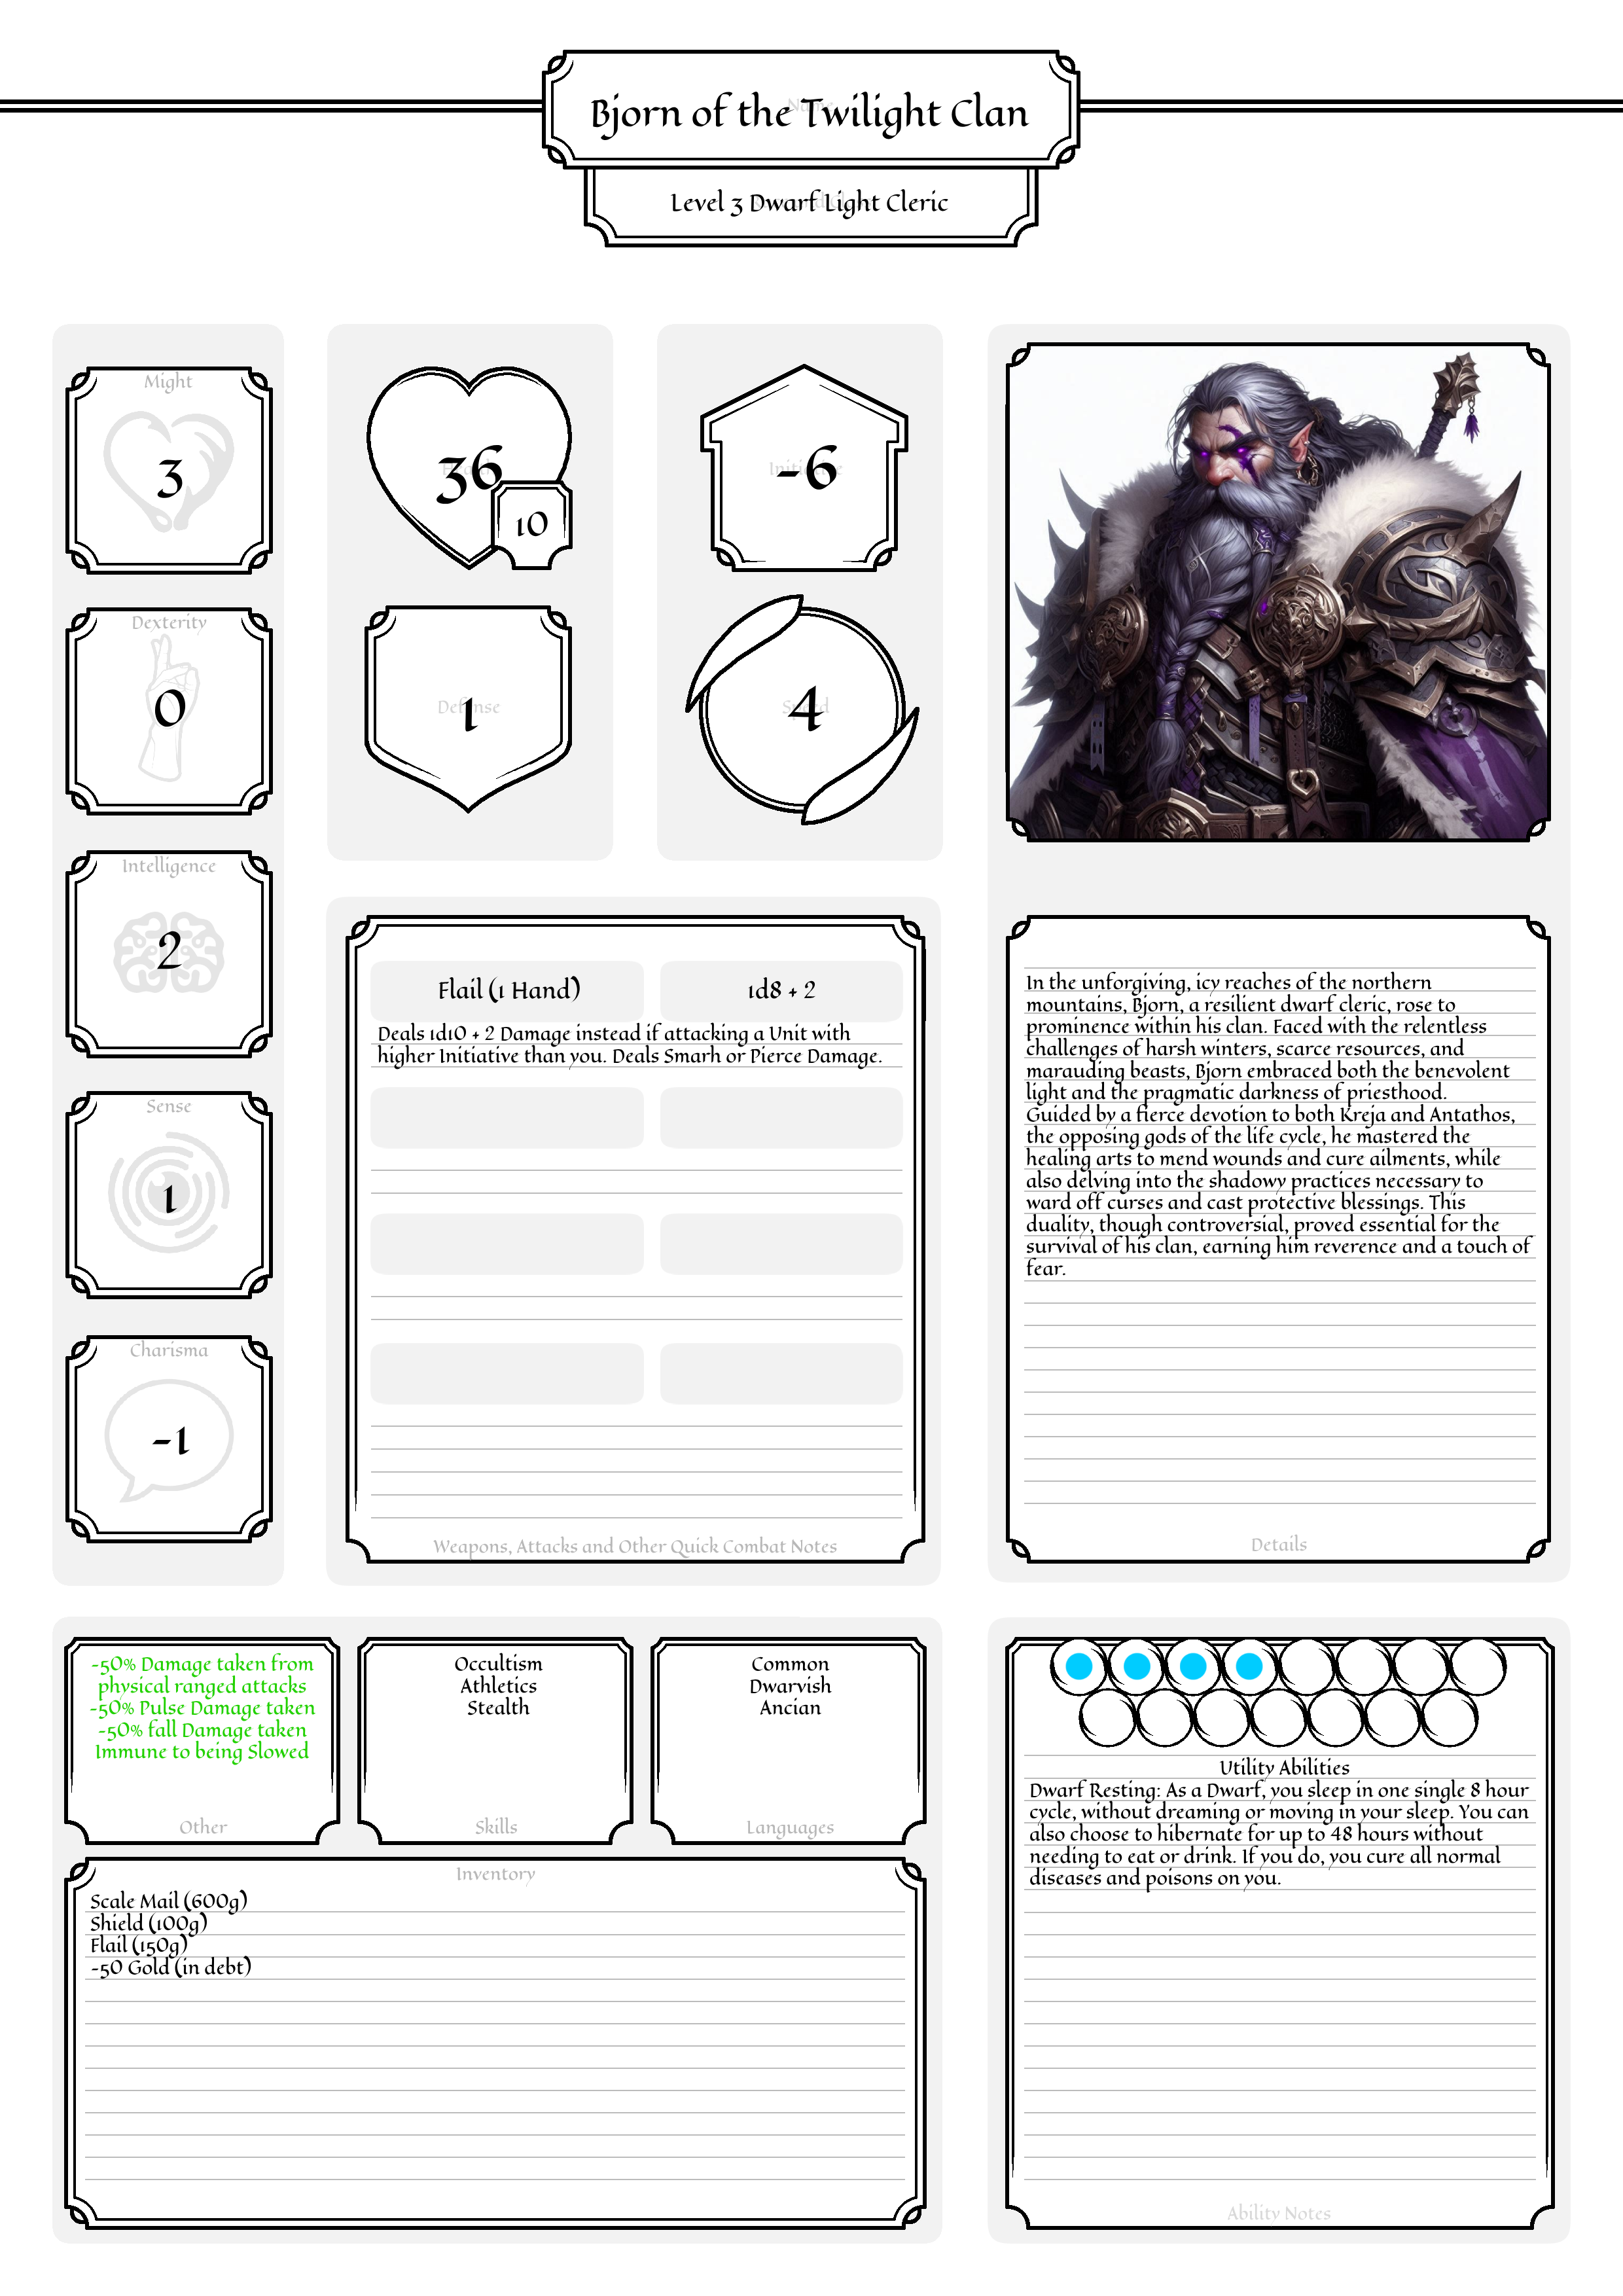 Name
Bjorn of the Twilight Clan
Level 3 Dwarf Light Cleric
Might
3
Dexterity
0
Intelligence
2
Sense
1
Charisma
-1
36
10
Defense
1
Initiative
-6
Speed
4
Flail (1 Hand)
1d8 + 2
Deals 1d10 + 2 Damage instead if attacking a Unit with
higher Initiative than you. Deals Smarh or Pierce Damage.
Weapons, Attacks and Other Quick Combat Notes
In the unforgiving, icy reaches of the northern
mountains, Bjorn, a resilient dwarf cleric, rose to
prominence within his clan. Faced with the relentless
challenges of harsh winters, scarce resources, and
marauding beasts, Bjorn embraced both the benevolent
light and the pragmatic darkness of priesthood.
Guided by a fierce devotion to both Kreja and Antathos,
the opposing gods of the life cycle, he mastered the
healing arts to mend wounds and cure ailments, while
also delving into the shadowy practices necessary to
ward off curses and cast protective blessings. This
duality, though controversial, proved essential for the
survival of his clan, earning him reverence and a touch of
fear.
Details
-50% Damage taken from
physical ranged attacks
-50% Pulse Damage taken
-50% fall Damage taken
Immune to being Slowed
Other
Occultism
Athletics
Stealth
Skills
Common
Dwarvish
Ancian
Languages
Inventory
Scale Mail (600g)
Shield (100g)
Flail (150g)
-50 Gold (in debt)
Utility Abilities
Dwarf Resting: As a Dwarf, you sleep in one single 8 hour
cycle, without dreaming or moving in your sleep. You can
also choose to hibernate for up to 48 hours without
needing to eat or drink. If you do, you cure all normal
diseases and poisons on you.
Ability Notes